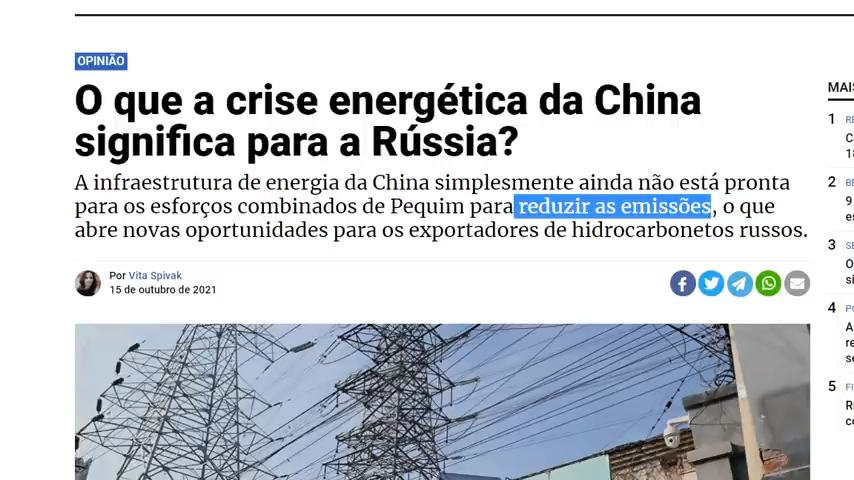 OPINIÃO
O que a crise energética da China
significa para a Rússia?
A infraestrutura de energia da China simplesmente ainda não está pronta
para os esforços combinados de Pequim para reduzir as emissões, o que
abre novas oportunidades para os exportadores de hidrocarbonetos russos.
Por Vita Spivak
15 de outubro de 2021
MAIS
1
2
9
3
4
5